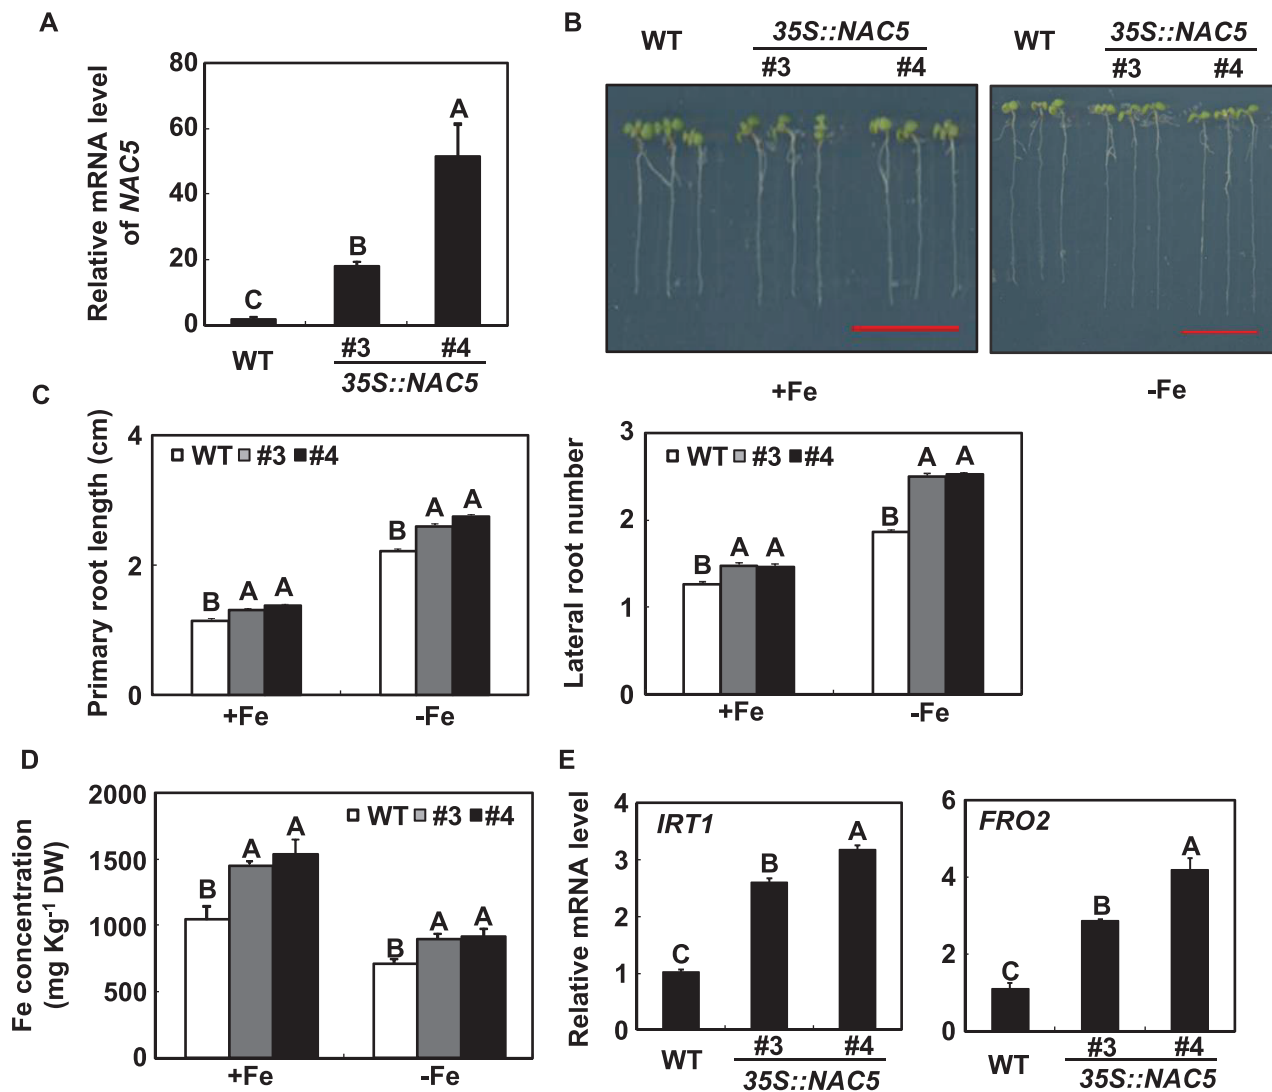 A
Relative mRNA level
of NAC5
80
60
40
20
0
C
B
A
WT
#3
#4
35S::NAC5
B
WT
35S::NAC5
#3
#4
WT
35S::NAC5
#3
#4
+Fe
-Fe
C
Primary root length (cm)
4
2
0
WT #3 #4
B
A
A
B
A
A
+Fe
-Fe
Lateral root number
3
2
1
0
WT #3 #4
B
A
A
B
A
A
+Fe
-Fe
D
Fe concentration
(mg Kg⁻¹ DW)
2000
1500
1000
500
0
WT #3 #4
B
A
A
B
A
A
+Fe
-Fe
E
Relative mRNA level
4
3
2
1
0
IRT1
C
B
A
WT
#3
#4
35S::NAC5
6
4
2
0
FRO2
C
B
A
WT
#3
#4
35S::NAC5